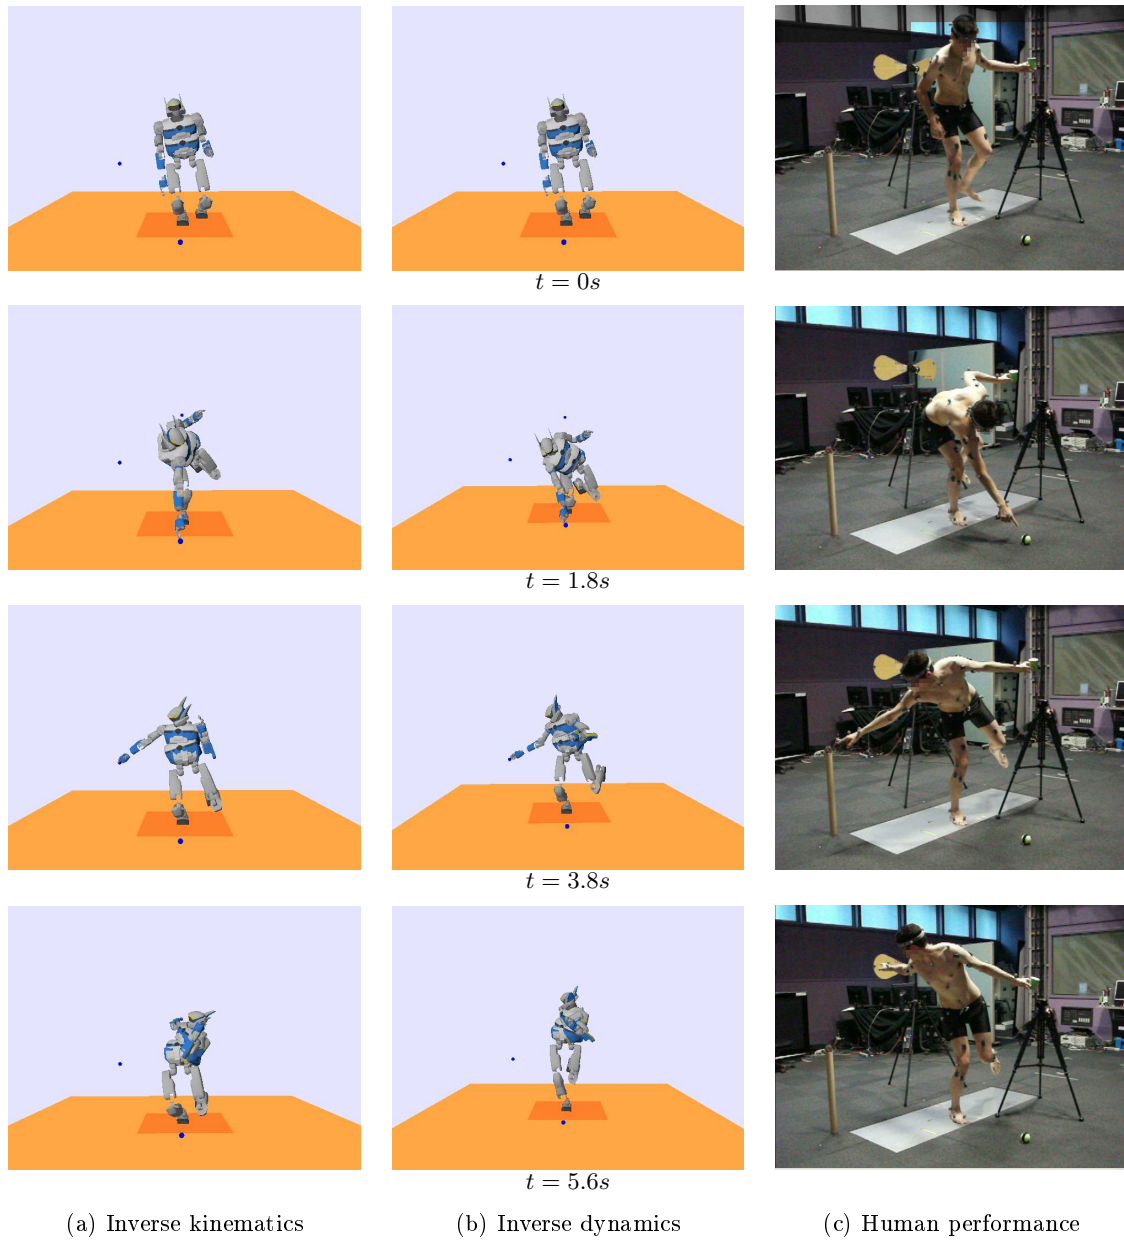 t = 0s
t = 1.8s
t = 3.8s
t = 5.6s
(a) Inverse kinematics
(b) Inverse dynamics
(c) Human performance